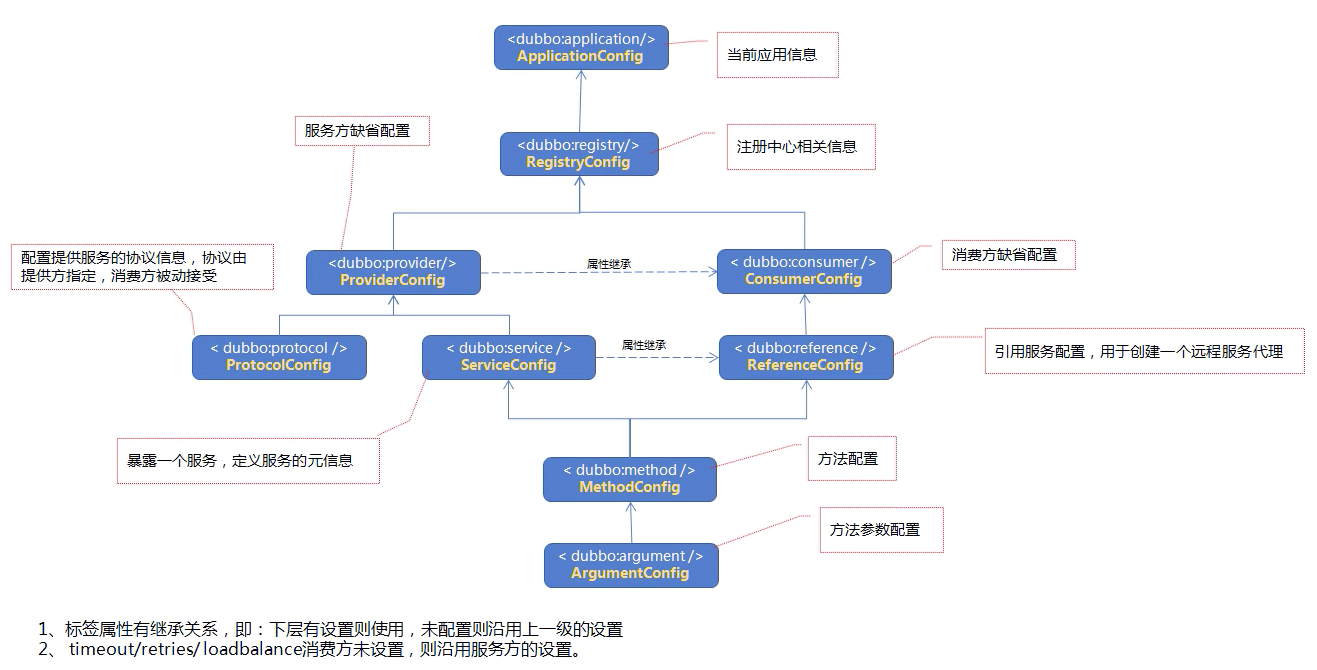 <dubbo:application/>
ApplicationConfig
当前应用信息
服务方缺省配置
<dubbo:registry/>
RegistryConfig
注册中心相关信息
配置提供服务的协议信息，协议由
提供方指定，消费方被动接受
<dubbo:provider/>
ProviderConfig
属性继承
< dubbo:consumer />
ConsumerConfig
消费方缺省配置
< dubbo:protocol />
ProtocolConfig
< dubbo:service />
ServiceConfig
属性继承
< dubbo:reference />
ReferenceConfig
引用服务配置，用于创建一个远程服务代理
暴露一个服务，定义服务的元信息
< dubbo:method />
MethodConfig
方法配置
< dubbo:argument />
ArgumentConfig
方法参数配置
1、标签属性有继承关系，即：下层有设置则使用，未配置则沿用上一级的设置
2、 timeout/retries/loadbalance消费方未设置，则沿用服务方的设置。